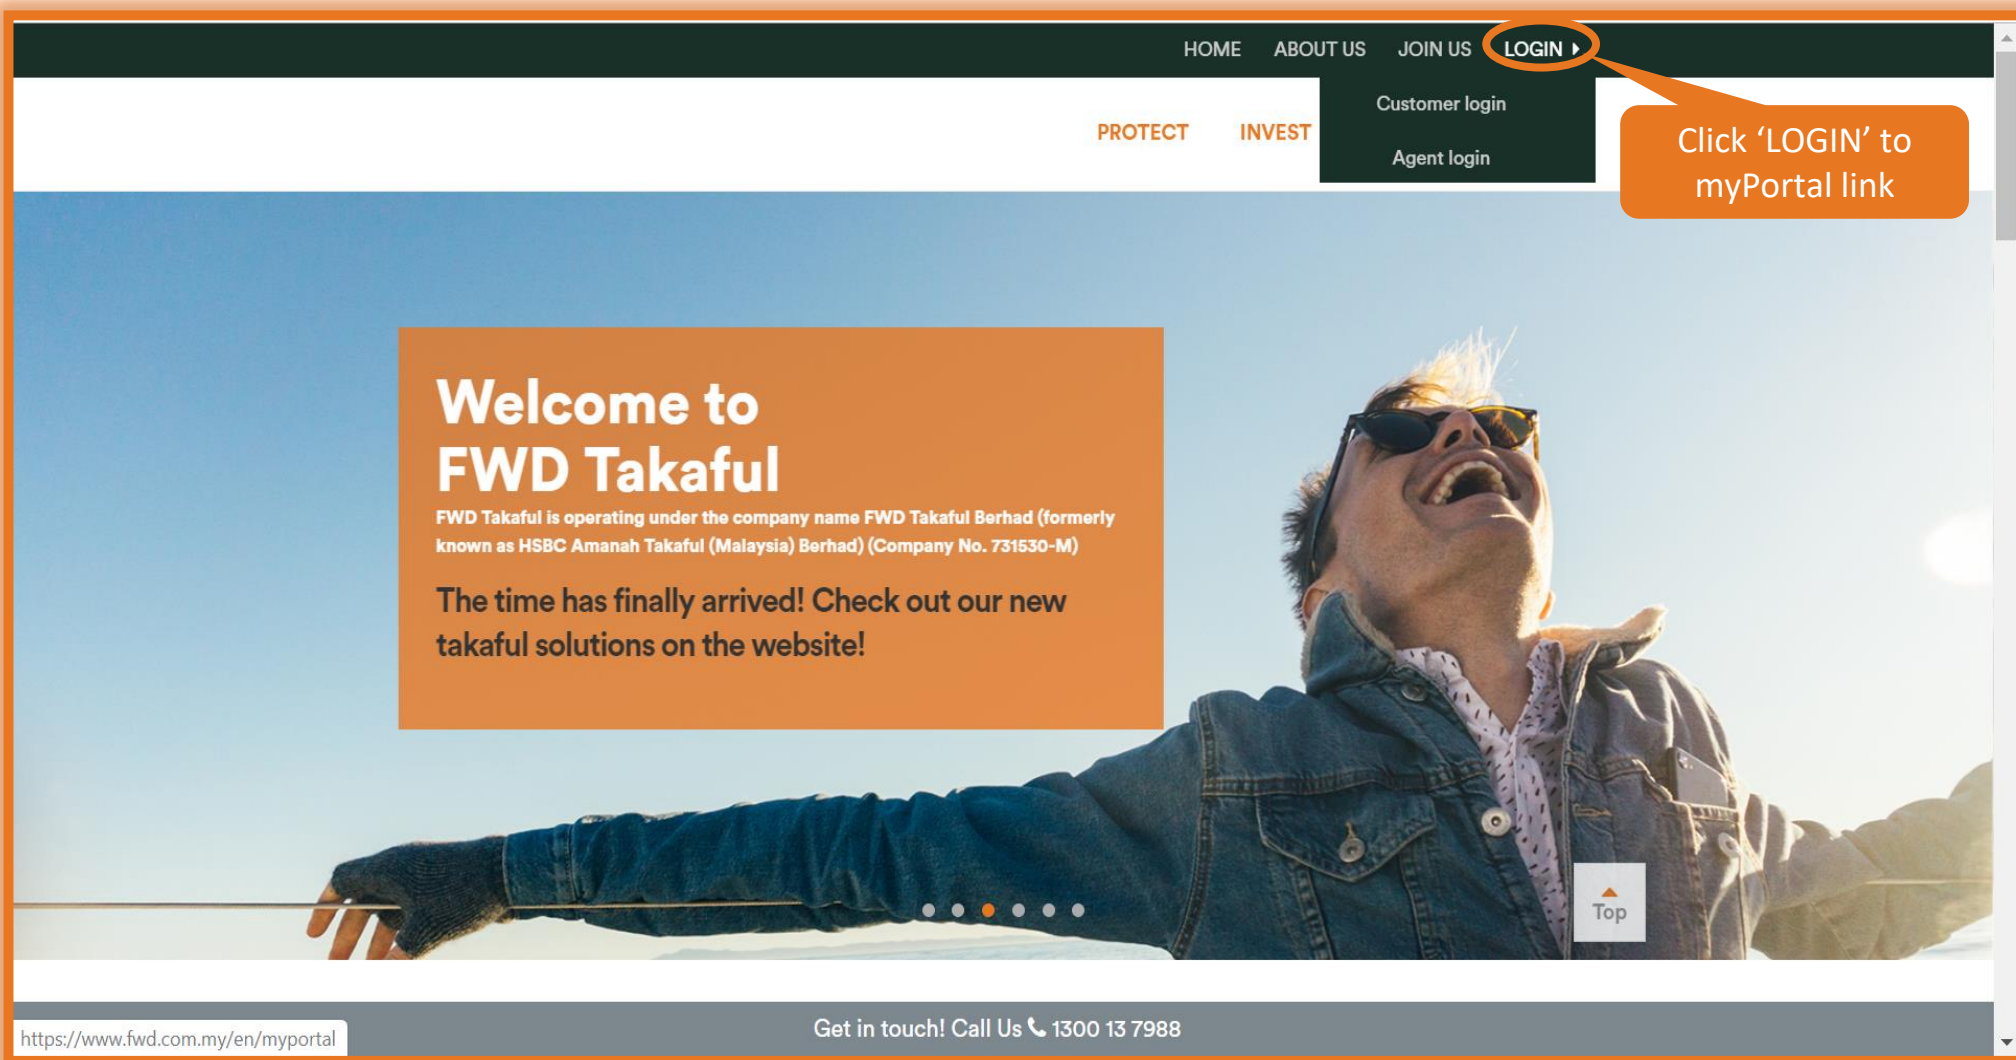 HOME ABOUT US JOIN US LOGIN
Customer login
Agent login
PROTECT INVEST
Click ‘LOGIN’ to
myPortal link
Welcome to
FWD Takaful
FWD Takaful is operating under the company name FWD Takaful Berhad (formerly
known as HSBC Amanah Takaful (Malaysia) Berhad) (Company No. 731530-M)
The time has finally arrived! Check out our new
takaful solutions on the website!
Top
Get in touch! Call Us 1300 13 7988
https://www.fwd.com.my/en/myportal